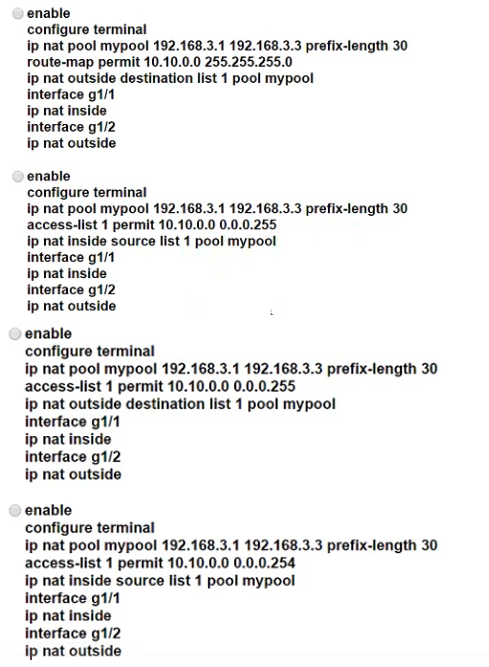 enable
configure terminal
ip nat pool mypool 192.168.3.1 192.168.3.3 prefix-length 30
route-map permit 10.10.0.0 255.255.255.0
ip nat outside destination list 1 pool mypool
interface g1/1
ip nat inside
interface g1/2
ip nat outside
enable
configure terminal
ip nat pool mypool 192.168.3.1 192.168.3.3 prefix-length 30
access-list 1 permit 10.10.0.0 0.0.0.255
ip nat inside source list 1 pool mypool
interface g1/1
ip nat inside
interface g1/2
ip nat outside
enable
configure terminal
ip nat pool mypool 192.168.3.1 192.168.3.3 prefix-length 30
access-list 1 permit 10.10.0.0 0.0.0.255
ip nat outside destination list 1 pool mypool
interface g1/1
ip nat inside
interface g1/2
ip nat outside
enable
configure terminal
ip nat pool mypool 192.168.3.1 192.168.3.3 prefix-length 30
access-list 1 permit 10.10.0.0 0.0.0.254
ip nat inside source list 1 pool mypool
interface g1/1
ip nat inside
interface g1/2
ip nat outside